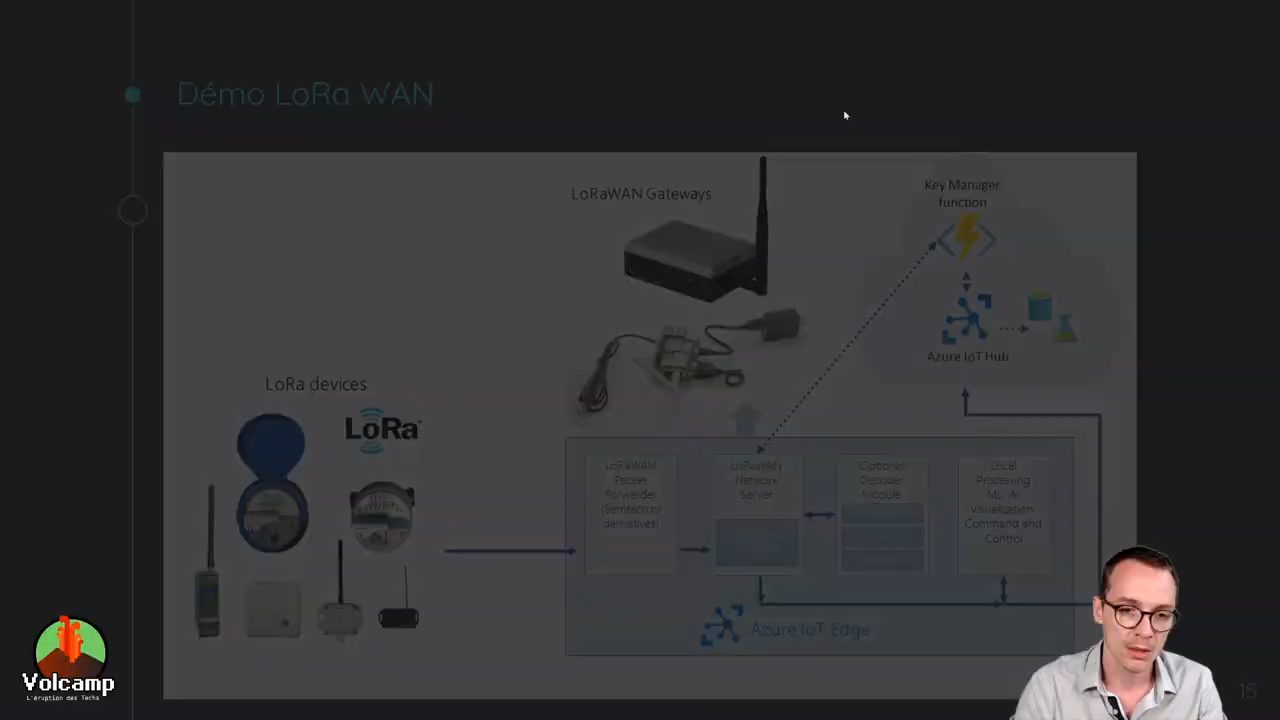 Démo LoRa WAN
LoRaWAN Gateways
Key Manager
function
Azure IoT Hub
LoRa devices
LoRa
LoRaWAN
Packet
Forwarder
(Semtech or
derivatives)
LoRaWAN
Network
Server
Optional
Decoder
Module
Local
Processing
ML, AI
Visualization
Command and
Control
Azure IoT Edge
Volcamp
L'éruption des Techs
15